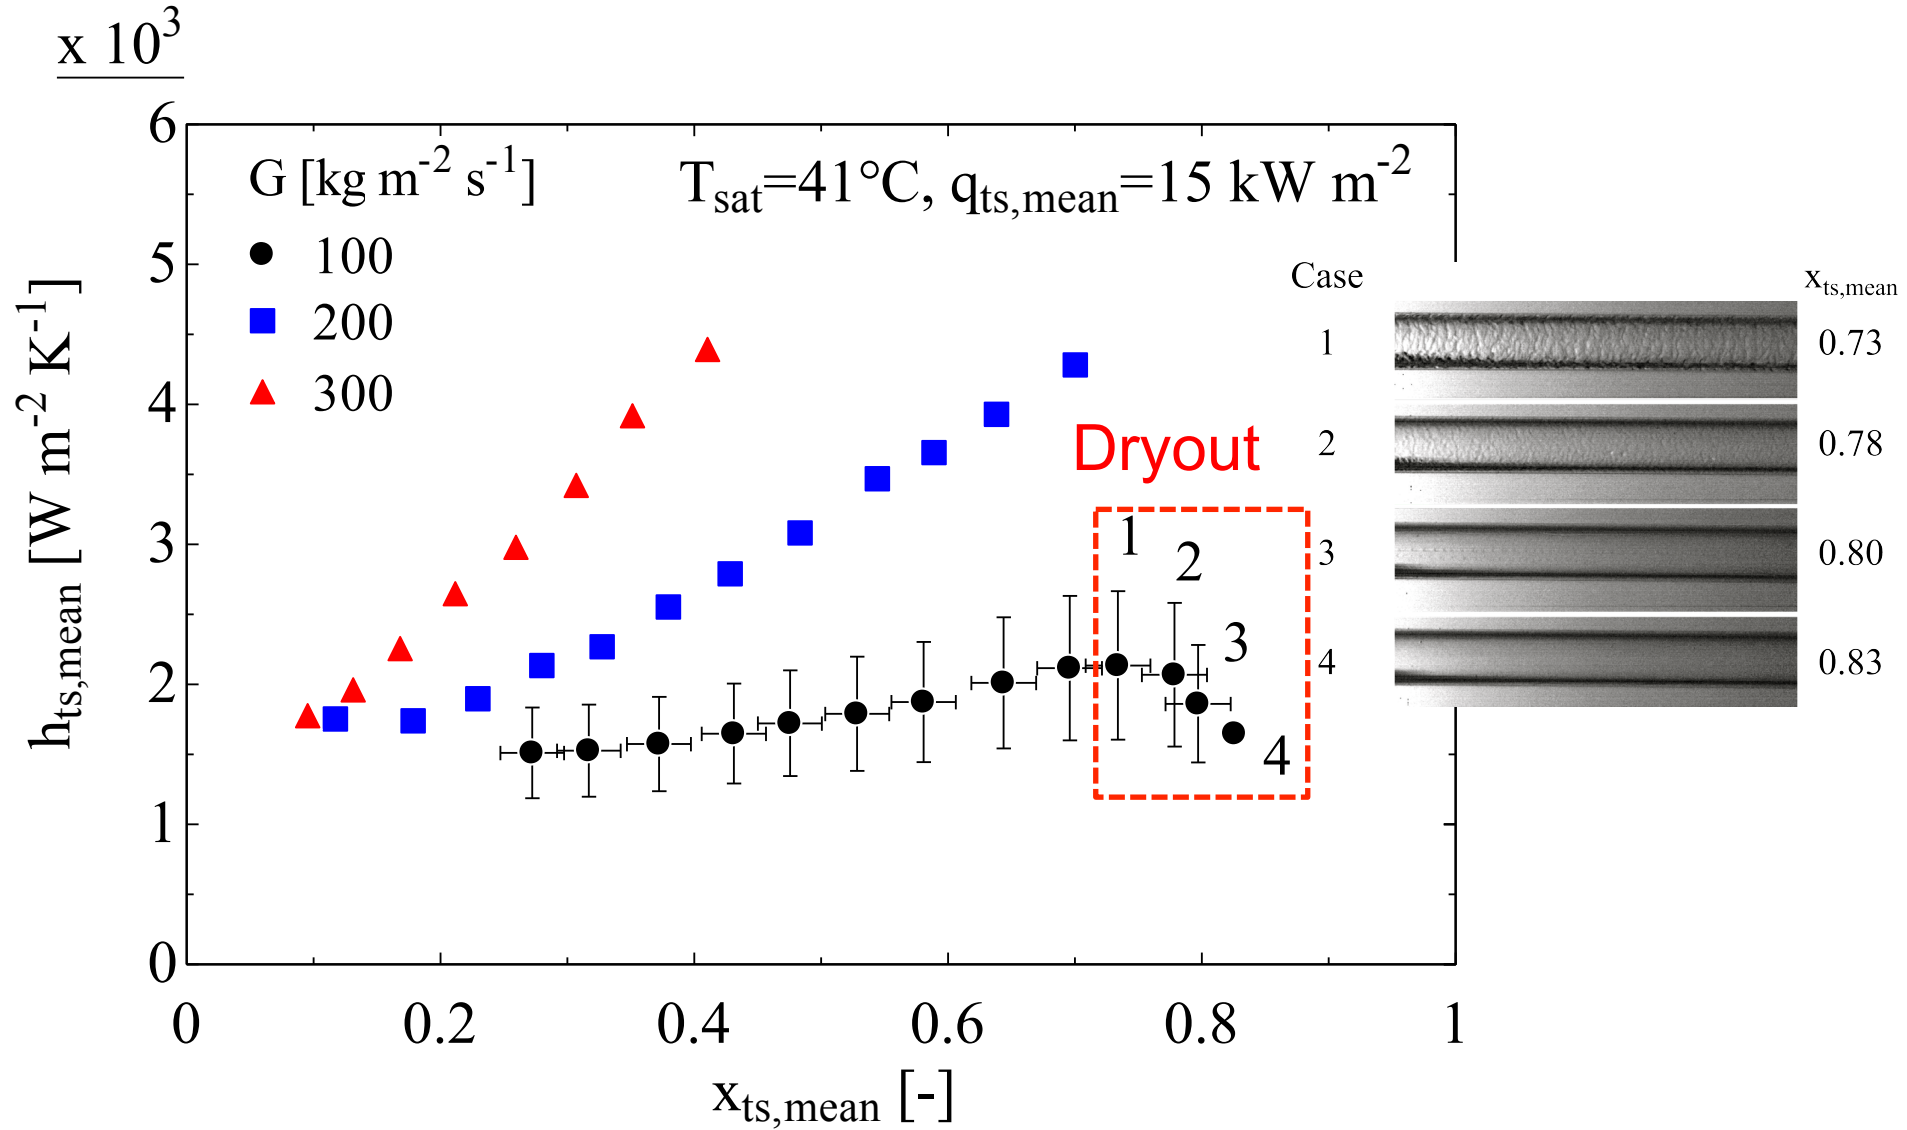 x 10³
6
5
4
3
2
1
0
h_ts,mean [W m⁻² K⁻¹]
G [kg m⁻² s⁻¹]
100
200
300
T_sat=41°C, q_ts,mean=15 kW m⁻²
Dryout
1
2
3
4
Case x_ts,mean
1 0.73
2 0.78
3 0.80
4 0.83
0 0.2 0.4 0.6 0.8 1
x_ts,mean [-]